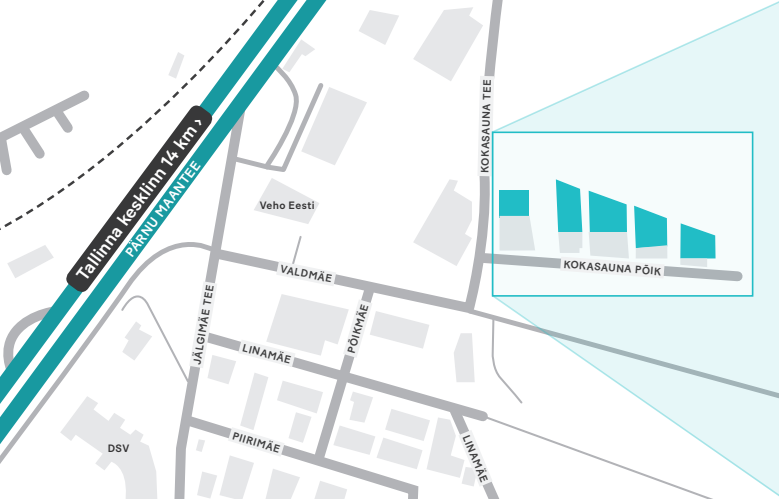 KOKASAUNA TEE
Tallinna kesklinn 14 km ›
PÄRNU MAANTEE
Veho Eesti
KOKASAUNA PÕIK
VALDMÄE
JÄLGIMÄE TEE
PÕIKMÄE
LINAMÄE
PIIRIMÄE
LINAMÄE
DSV